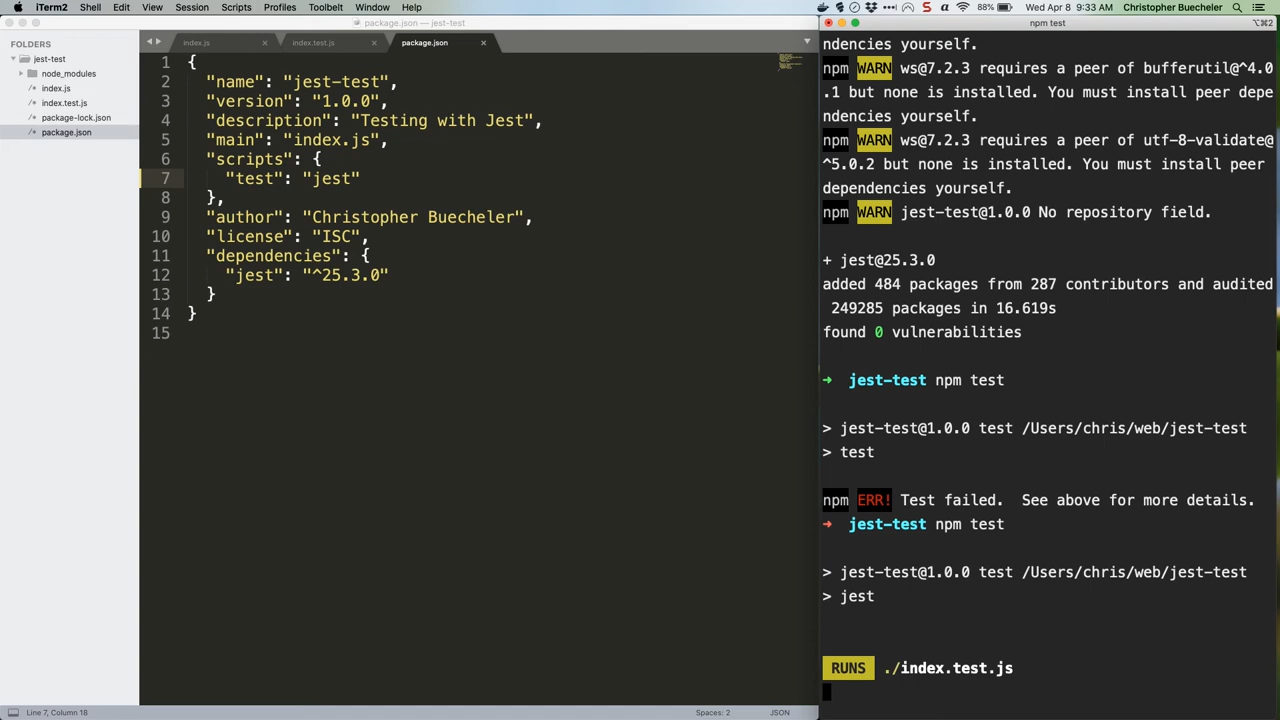 iTerm2 Shell Edit View Session Scripts Profiles Toolbelt Window Help
88% Wed Apr 8 9:33 AM Christopher Buecheler
package.json — jest-test
FOLDERS
jest-test
node_modules
index.js
index.test.js
package-lock.json
package.json
index.js index.test.js package.json
1 {
2 "name": "jest-test",
3 "version": "1.0.0",
4 "description": "Testing with Jest",
5 "main": "index.js",
6 "scripts": {
7 "test": "jest"
8 },
9 "author": "Christopher Buecheler",
10 "license": "ISC",
11 "dependencies": {
12 "jest": "^25.3.0"
13 }
14 }
15
Line 7, Column 18 Spaces: 2 JSON
npm test ⌥⌘2
ndencies yourself.
npm WARN ws@7.2.3 requires a peer of bufferutil@^4.0
.1 but none is installed. You must install peer depe
ndencies yourself.
npm WARN ws@7.2.3 requires a peer of utf-8-validate@
^5.0.2 but none is installed. You must install peer
dependencies yourself.
npm WARN jest-test@1.0.0 No repository field.
+ jest@25.3.0
added 484 packages from 287 contributors and audited
249285 packages in 16.619s
found 0 vulnerabilities
➜ jest-test npm test
> jest-test@1.0.0 test /Users/chris/web/jest-test
> test
npm ERR! Test failed. See above for more details.
➜ jest-test npm test
> jest-test@1.0.0 test /Users/chris/web/jest-test
> jest
RUNS ./index.test.js